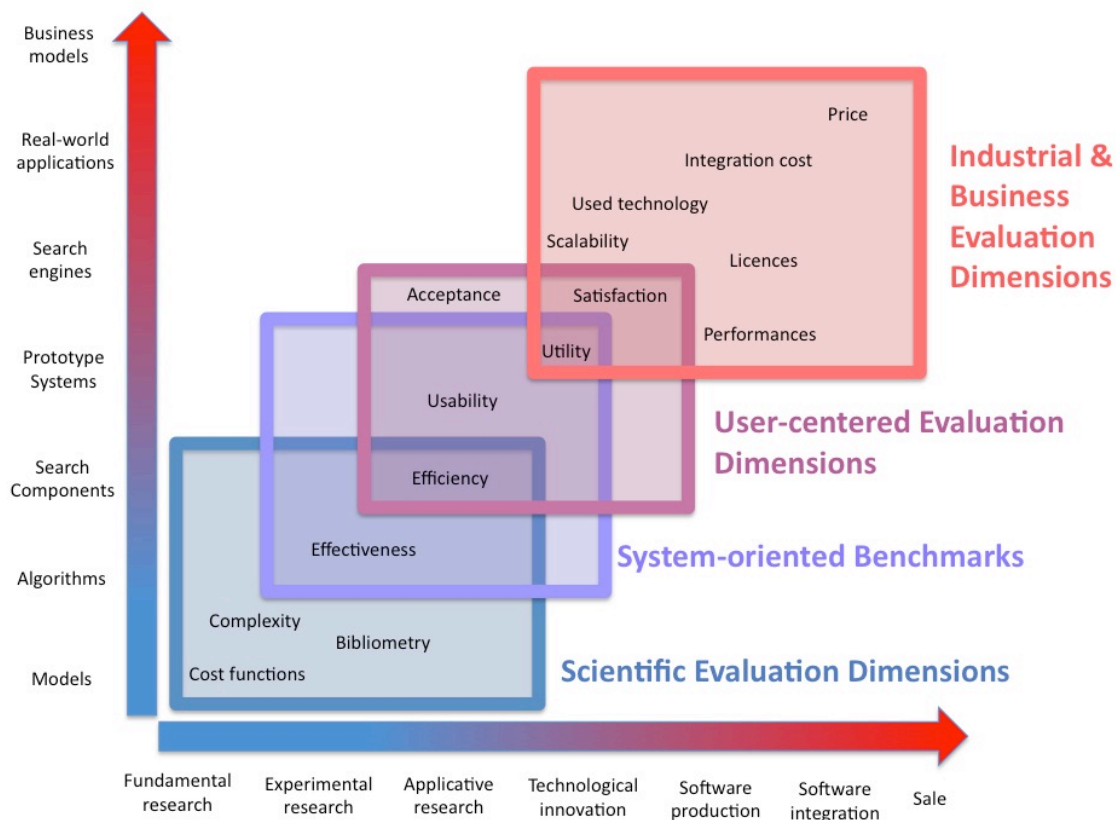 Business
models
Real-world
applications
Search
engines
Prototype
Systems
Search
Components
Algorithms
Models
Price
Integration cost
Used technology
Scalability
Licences
Acceptance
Satisfaction
Performances
Utility
Usability
Efficiency
Effectiveness
Complexity
Bibliometry
Cost functions
Industrial &
Business
Evaluation
Dimensions
User-centered Evaluation
Dimensions
System-oriented Benchmarks
Scientific Evaluation Dimensions
Fundamental
research
Experimental
research
Applicative
research
Technological
innovation
Software
production
Software
integration
Sale